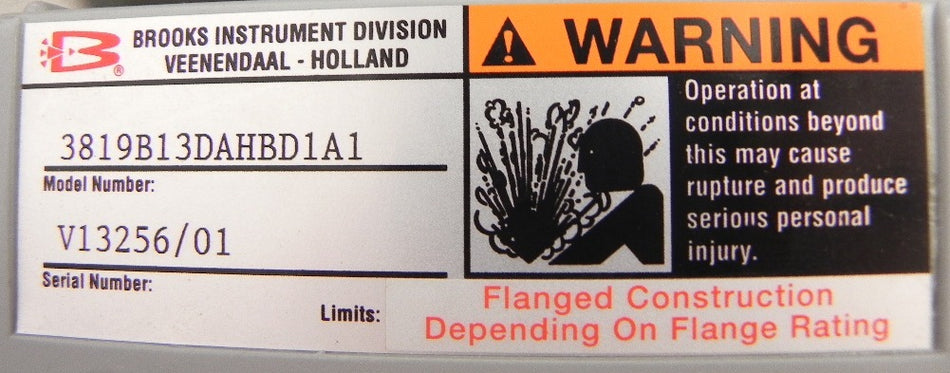 B®
BROOKS INSTRUMENT DIVISION
VEENENDAAL - HOLLAND
3819B13DAHBD1A1
Model Number:
V13256/01
Serial Number:
Limits:
WARNING
Operation at
conditions beyond
this may cause
rupture and produce
serious personal
injury.
Flanged Construction
Depending On Flange Rating